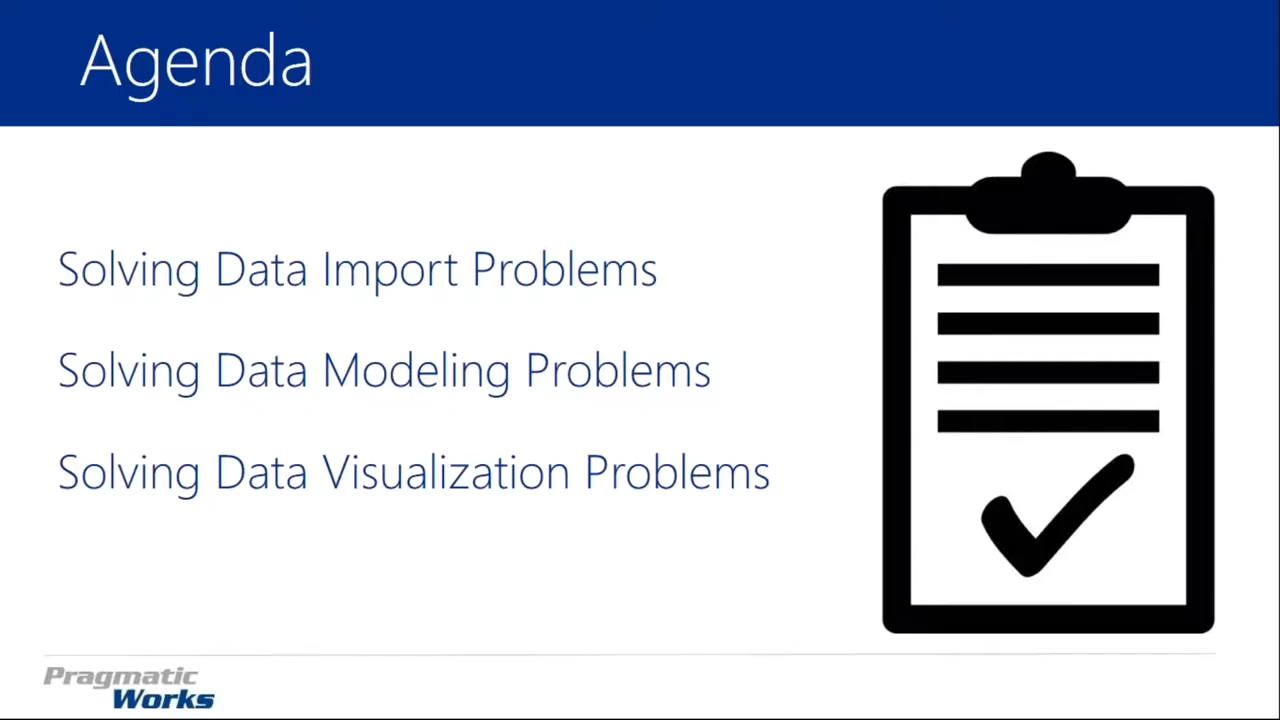 Agenda
Solving Data Import Problems
Solving Data Modeling Problems
Solving Data Visualization Problems
Pragmatic
Works